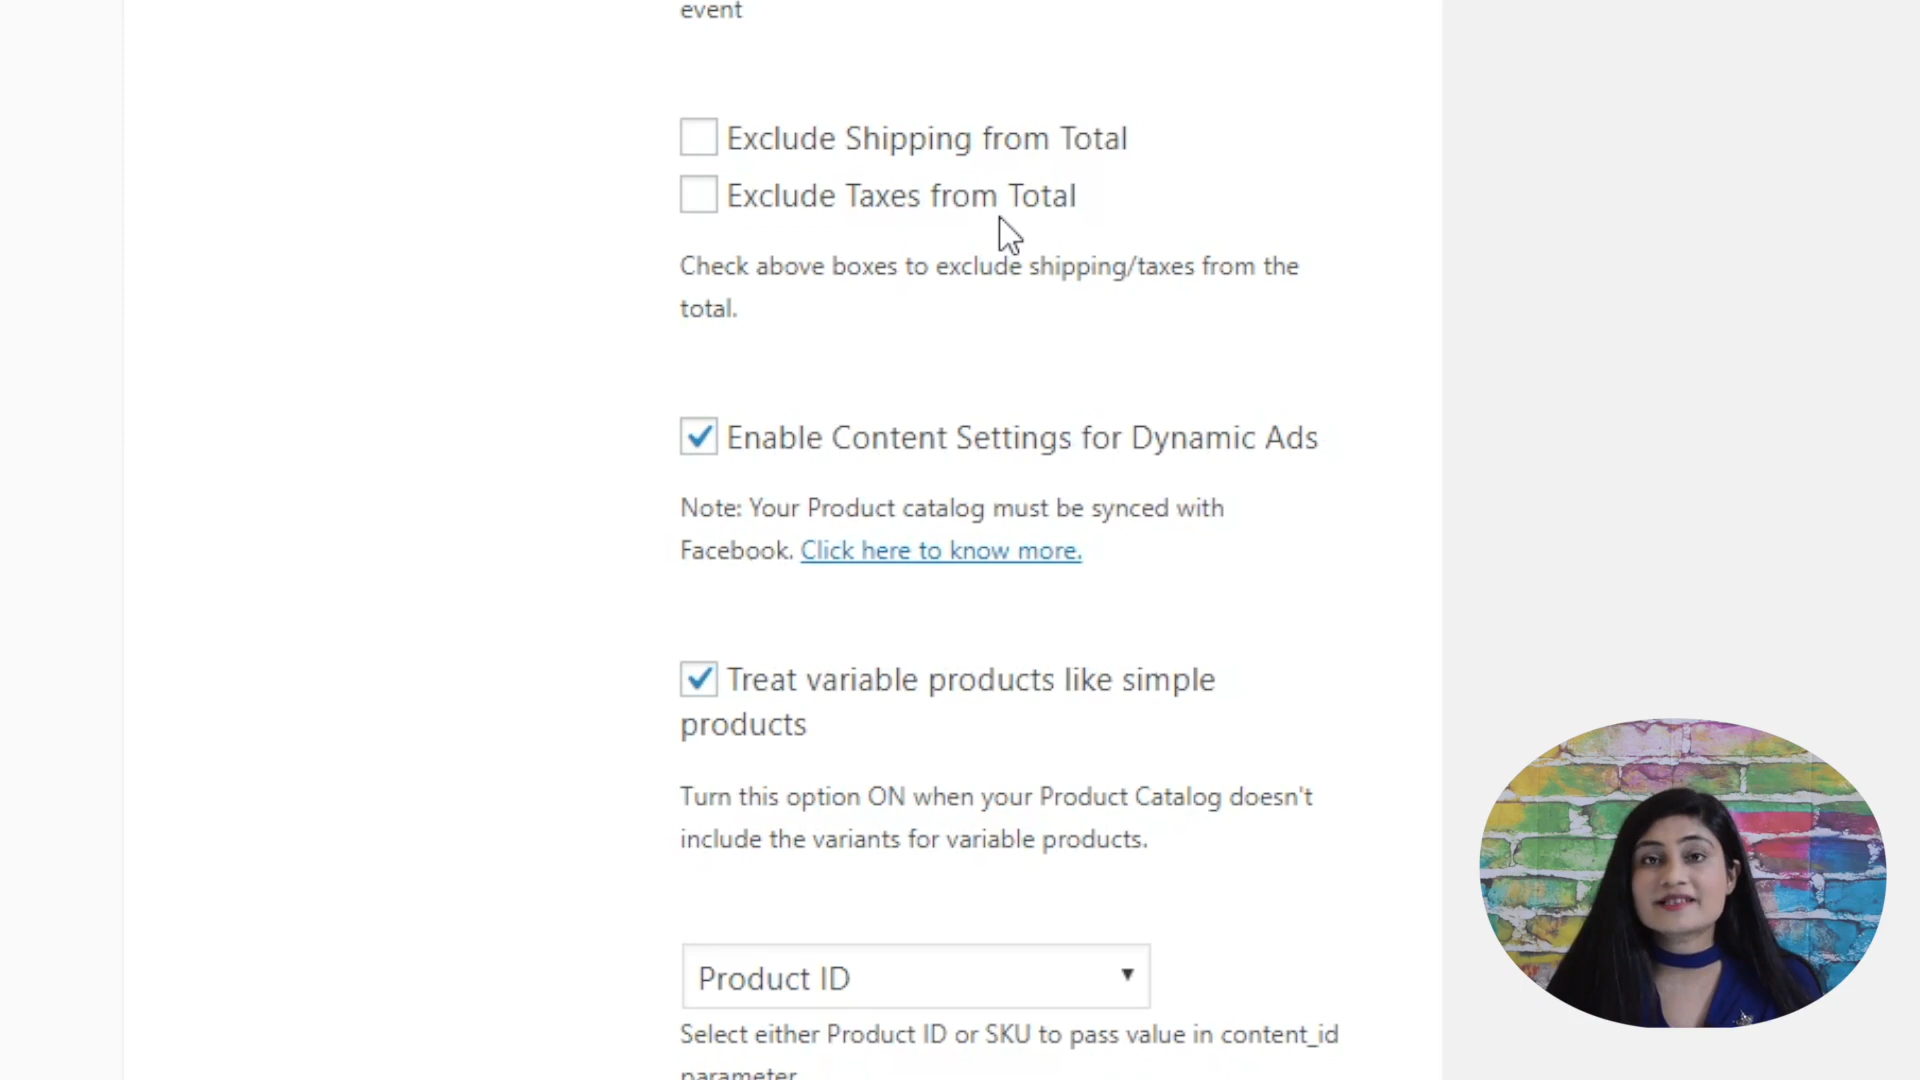 event
Exclude Shipping from Total
Exclude Taxes from Total
Check above boxes to exclude shipping/taxes from the
total.
Enable Content Settings for Dynamic Ads
Note: Your Product catalog must be synced with
Facebook. Click here to know more.
Treat variable products like simple
products
Turn this option ON when your Product Catalog doesn't
include the variants for variable products.
Product ID
Select either Product ID or SKU to pass value in content_id
parameter